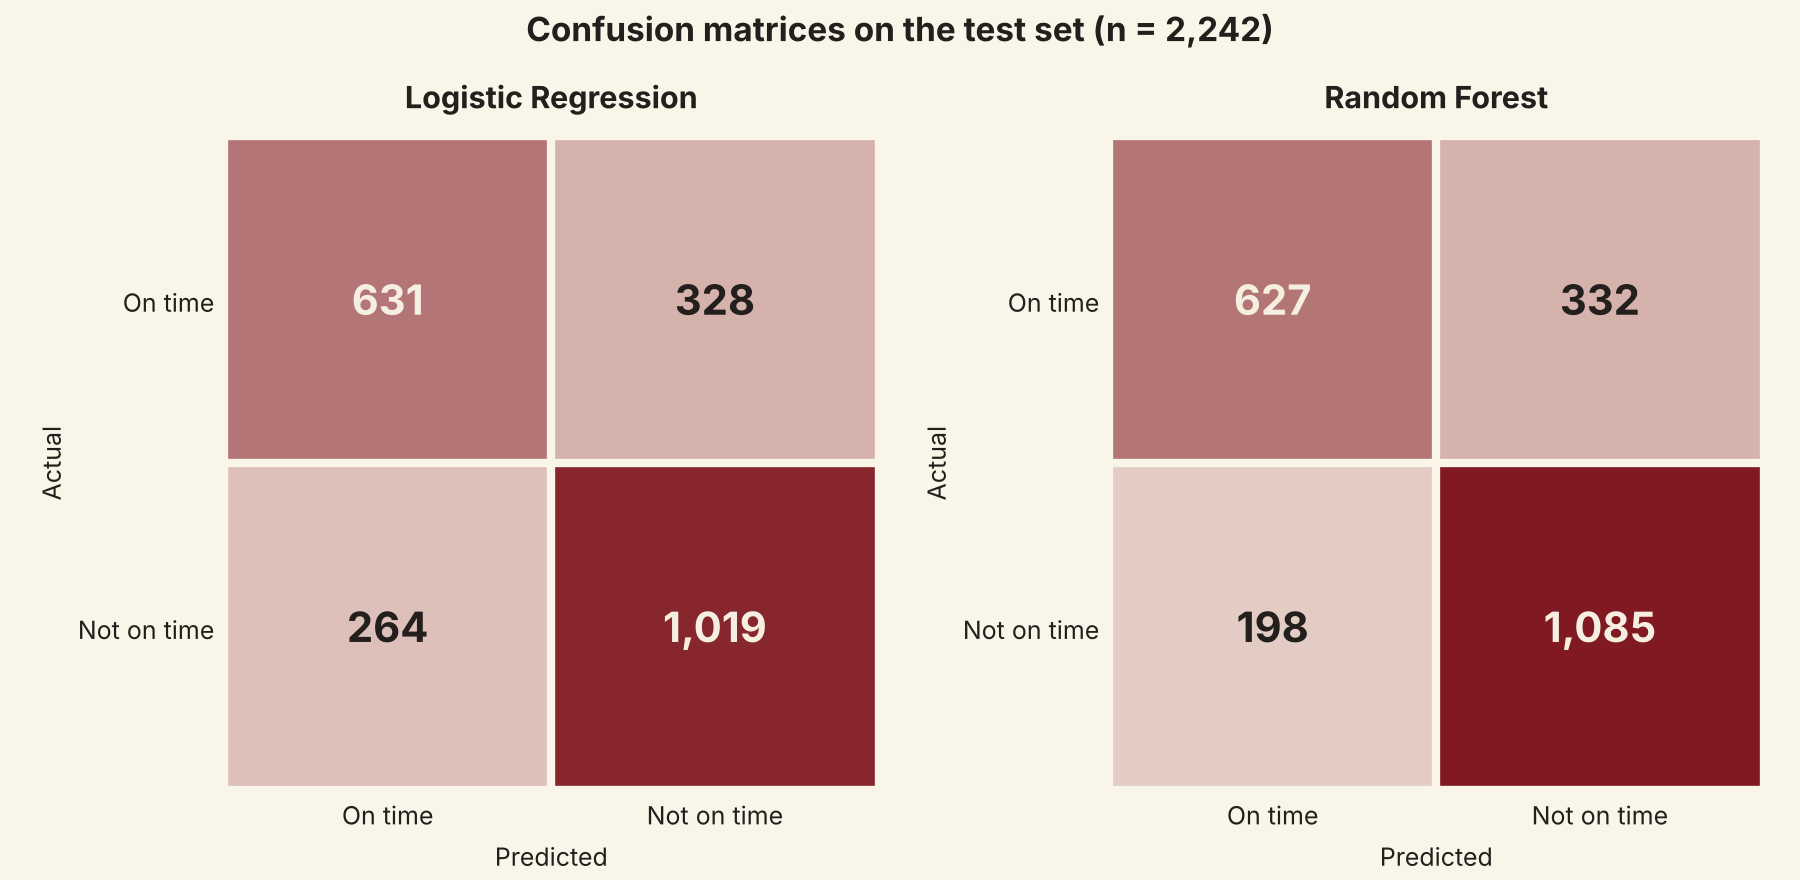 Confusion matrices on the test set (n = 2,242)
Logistic Regression
Actual
On time
631
328
Not on time
264
1,019
On time
Not on time
Predicted
Random Forest
Actual
On time
627
332
Not on time
198
1,085
On time
Not on time
Predicted